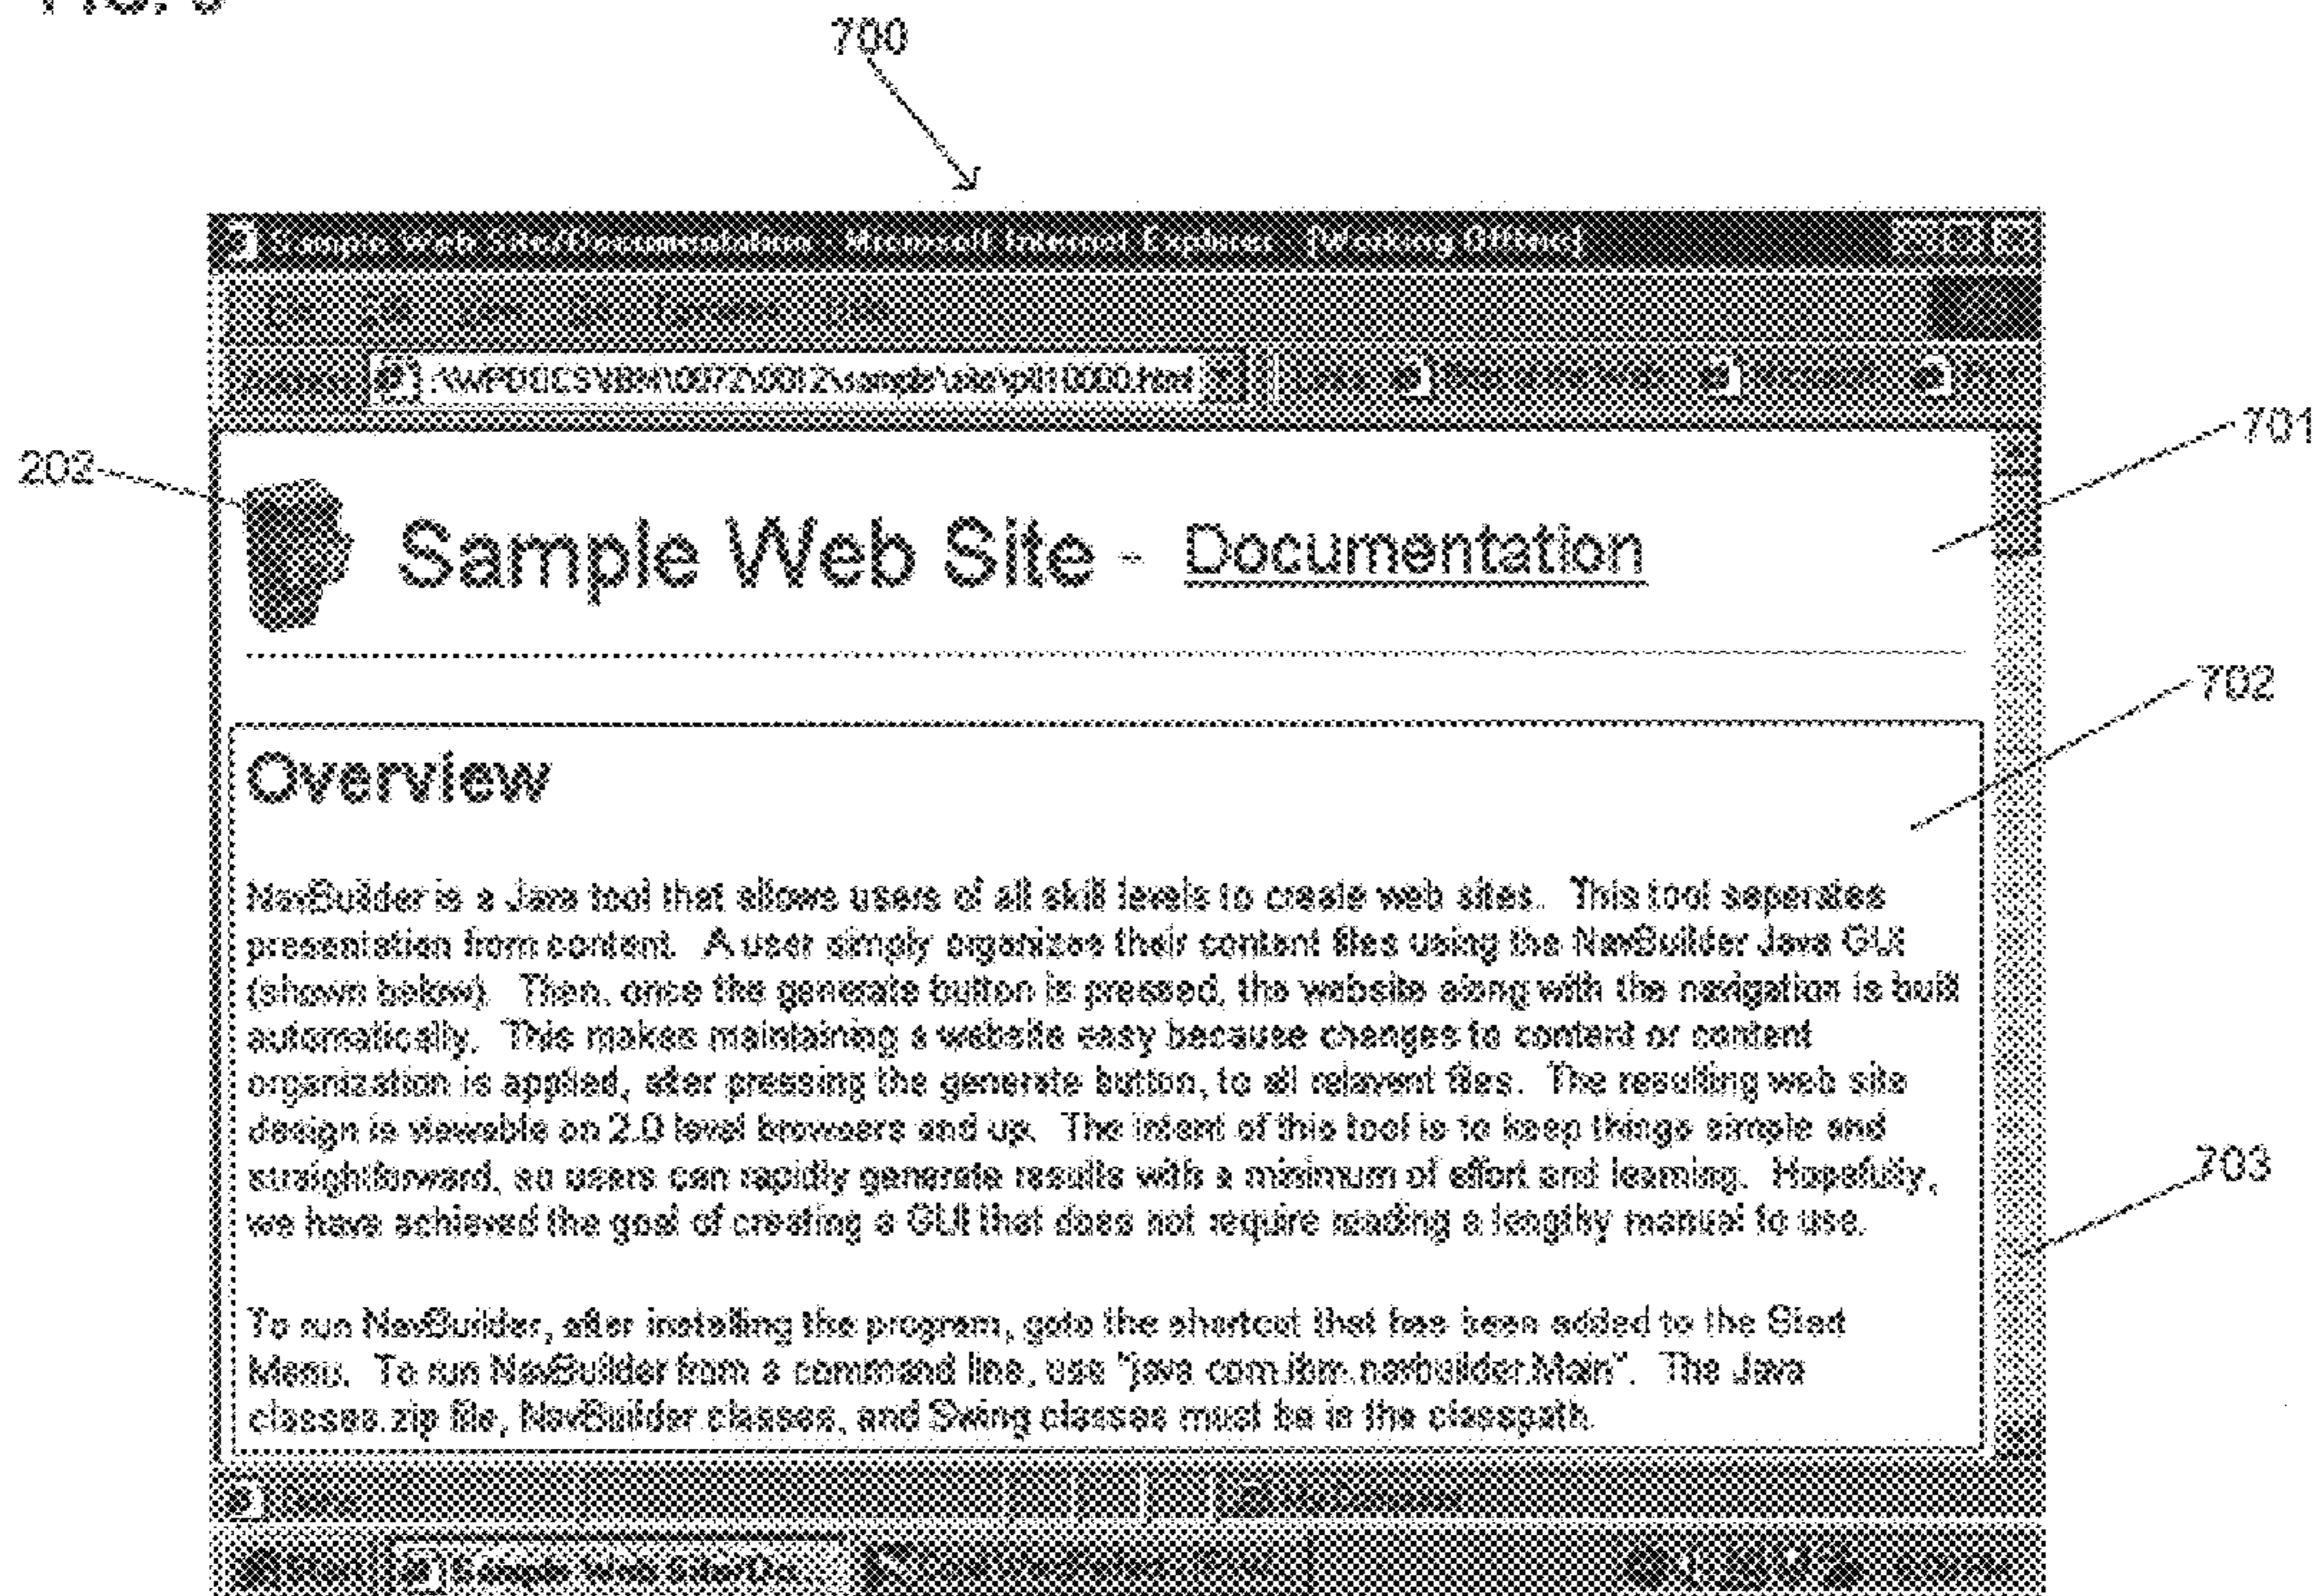 700
Sample Web Site/Documentation - Microsoft Internet Explorer - [Working Offline]
701
202
Sample Web Site - Documentation
702
Overview
NavBuilder is a Java tool that allows users of all skill levels to create web sites. This tool seperates
presentation from content. A user simply organizes their content files using the NavBuilder Java GUI
(shown below). Then, once the generate button is pressed, the website along with the navigation is built
automatically. This makes maintaining a website easy because changes to content or content
organization is applied, after pressing the generate button, to all relavent files. The resulting web site
design is viewable on 2.0 level browsers and up. The intent of this tool is to keep things simple and
straightforward, so users can rapidly generate results with a minimum of effort and learning. Hopefully,
we have achieved the goal of creating a GUI that does not require reading a lengthy manual to use.
703
To run NavBuilder, after installing the program, goto the shortcut that has been added to the Start
Menu. To run NavBuilder from a command line, use "java com.ibm.navbuilder.Main". The Java
classes.zip file, NavBuilder classes, and Swing classes must be in the classpath.